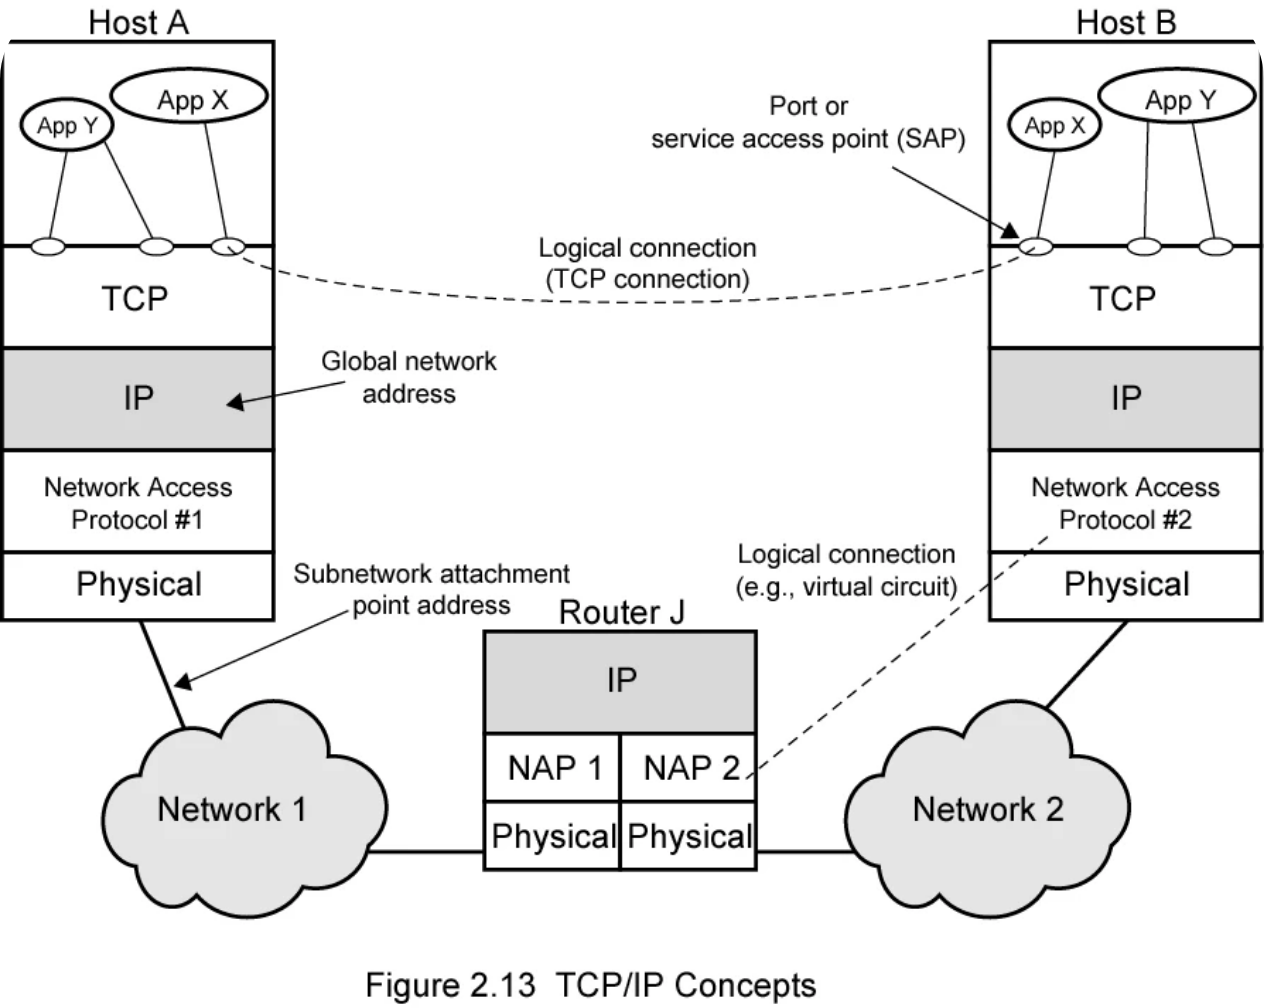 Host A
Host B
App Y
App X
Port or
service access point (SAP)
App X
App Y
Logical connection
(TCP connection)
TCP
TCP
Global network
address
IP
IP
Network Access
Protocol #1
Network Access
Protocol #2
Logical connection
(e.g., virtual circuit)
Physical
Physical
Subnetwork attachment
point address
Router J
IP
NAP 1
NAP 2
Physical
Physical
Network 1
Network 2
Figure 2.13 TCP/IP Concepts